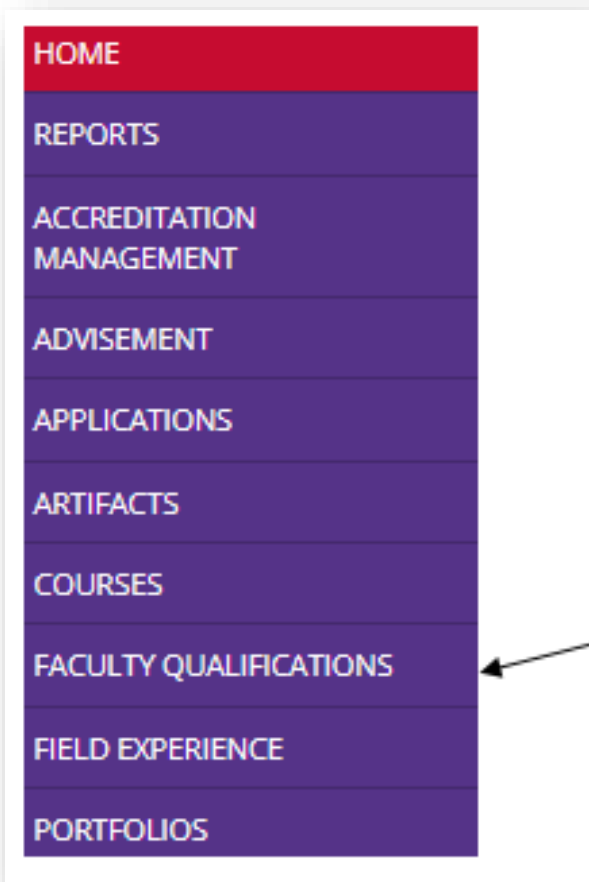 HOME
REPORTS
ACCREDITATION
MANAGEMENT
ADVISEMENT
APPLICATIONS
ARTIFACTS
COURSES
FACULTY QUALIFICATIONS
FIELD EXPERIENCE
PORTFOLIOS